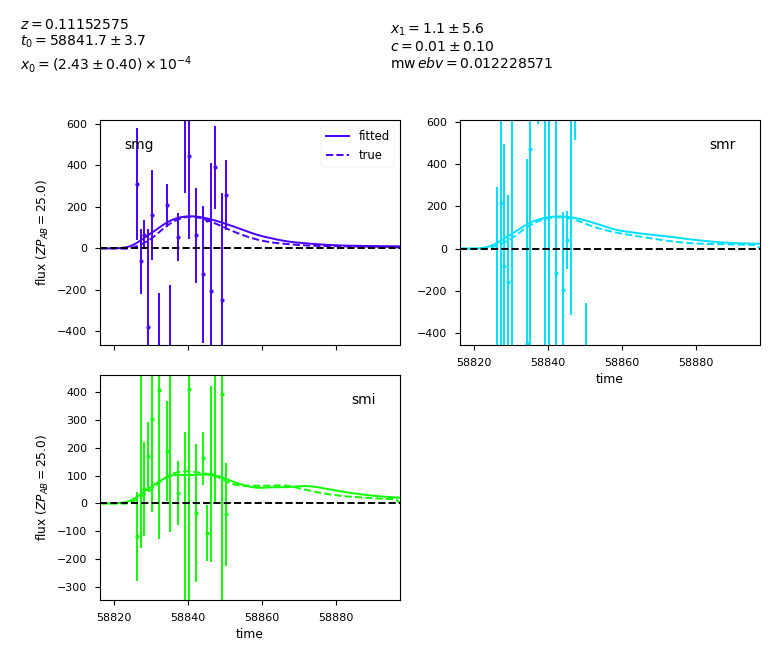 z = 0.11152575
t₀ = 58841.7 ± 3.7
x₀ = (2.43 ± 0.40) × 10⁻⁴
x₁ = 1.1 ± 5.6
c = 0.01 ± 0.10
mw ebv = 0.012228571
smg
fitted
true
600
400
200
0
−200
−400
flux (ZP_AB = 25.0)
smr
600
400
200
0
−200
−400
58820 58840 58860 58880
time
smi
400
300
200
100
0
−100
−200
−300
flux (ZP_AB = 25.0)
58820 58840 58860 58880
time